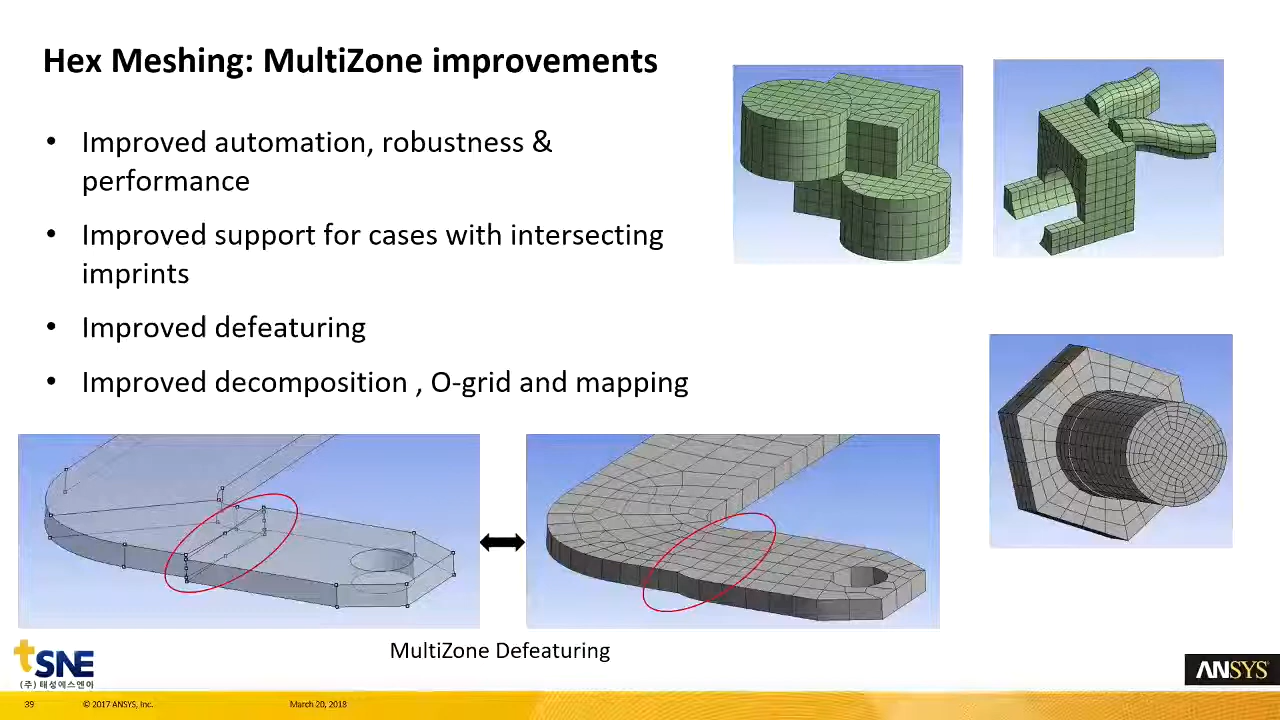 Hex Meshing: MultiZone improvements
• Improved automation, robustness &
performance
• Improved support for cases with intersecting
imprints
• Improved defeaturing
• Improved decomposition , O-grid and mapping
MultiZone Defeaturing
tSNE
(주)태성에스엔이
ANSYS
39 © 2017 ANSYS, Inc. March 20, 2018